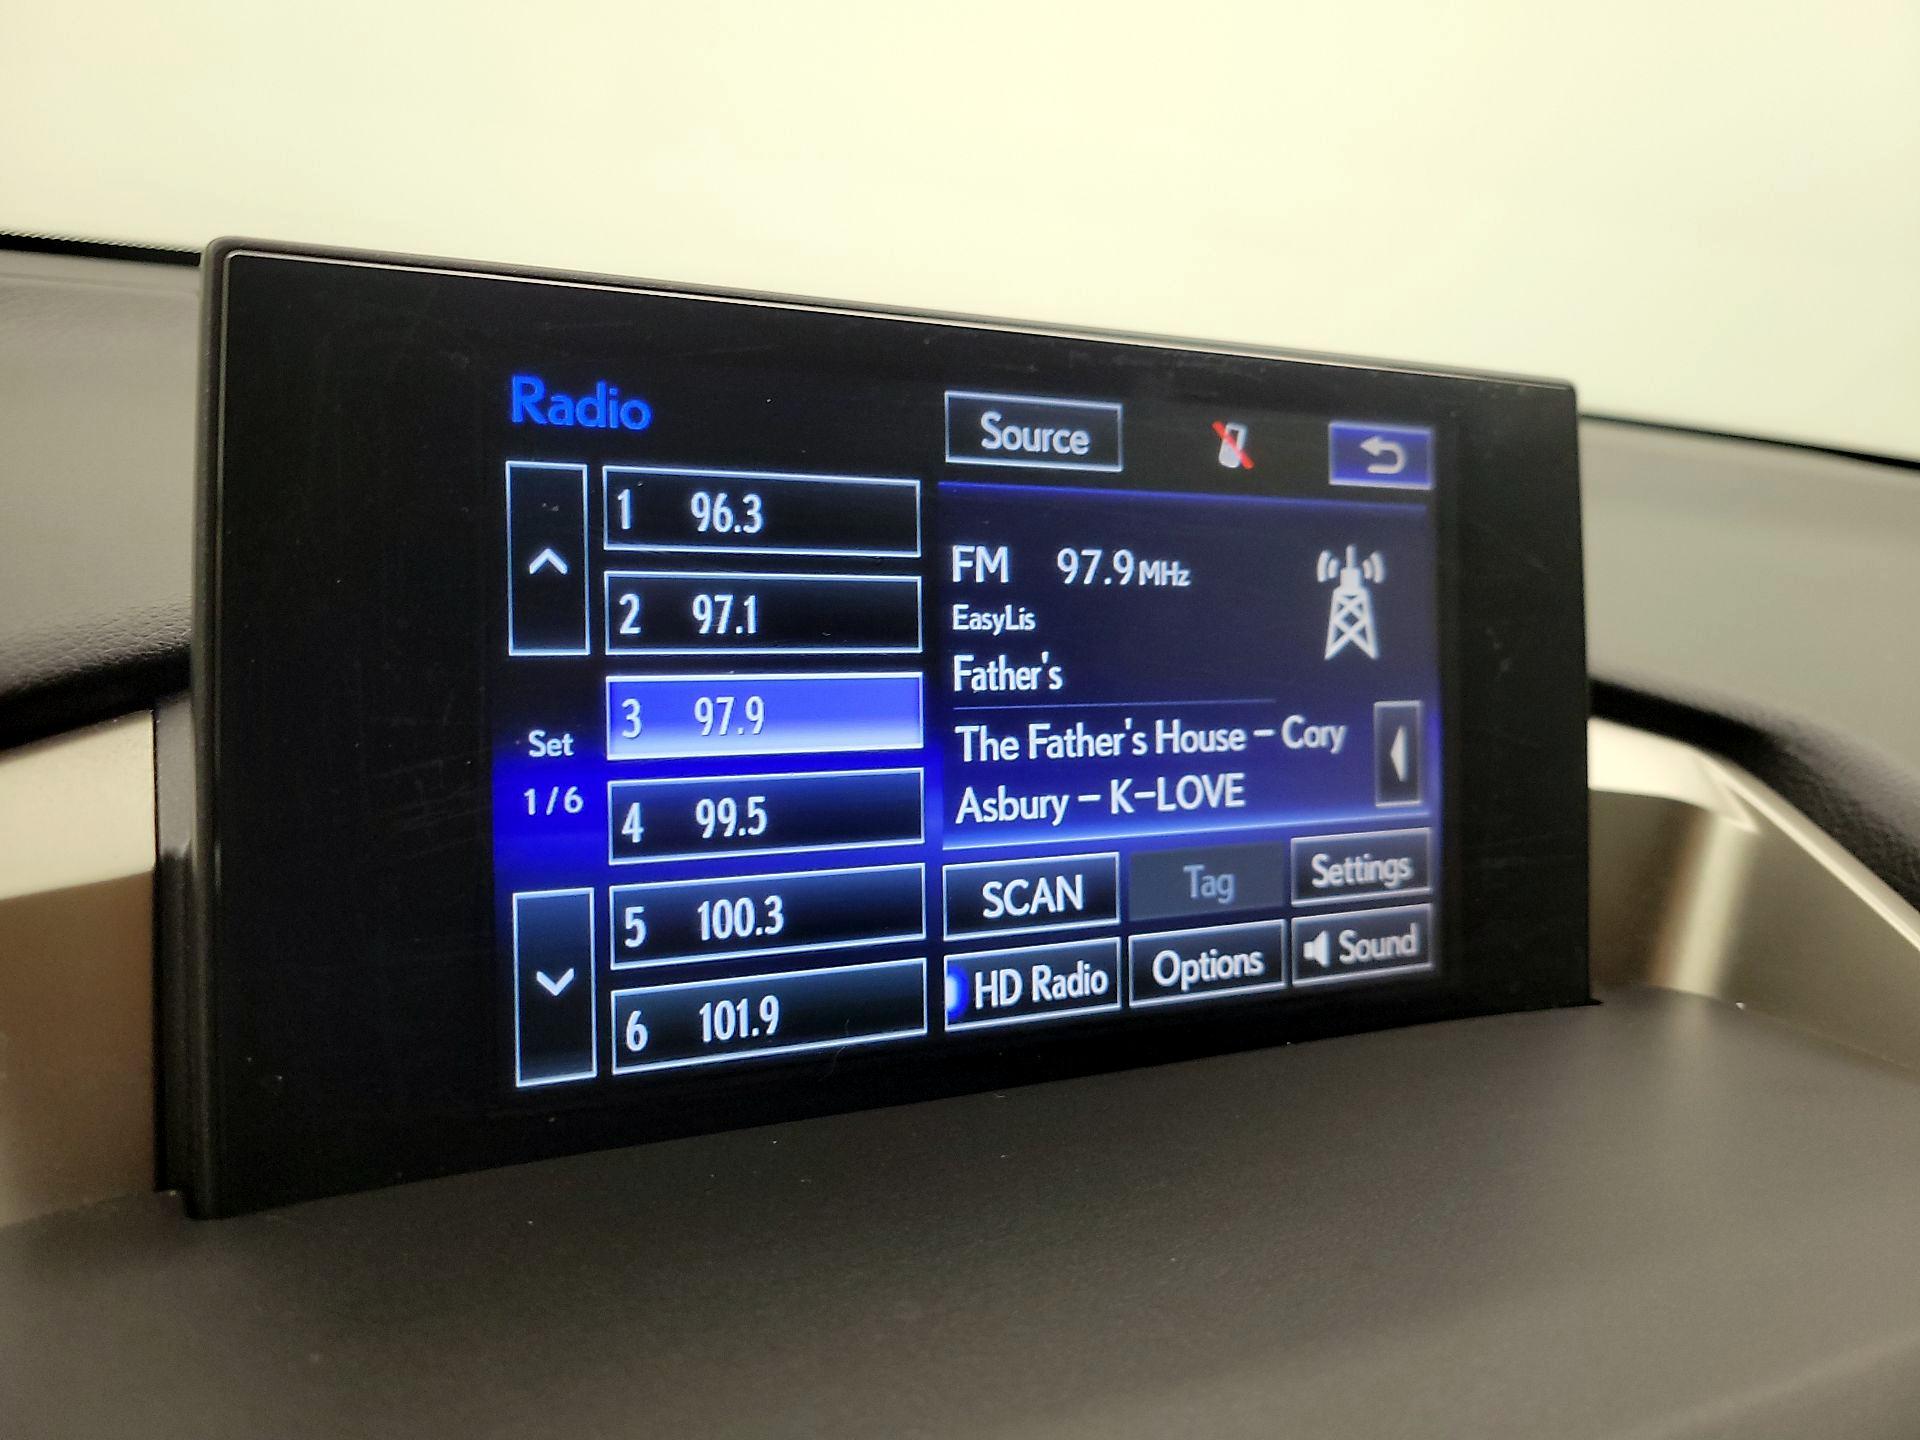 Radio
Source
1 96.3
2 97.1
3 97.9
4 99.5
5 100.3
6 101.9
Set
1/6
FM 97.9MHz
EasyLis
Father's
The Father's House – Cory
Asbury – K–LOVE
SCAN
Tag
Settings
HD Radio
Options
Sound